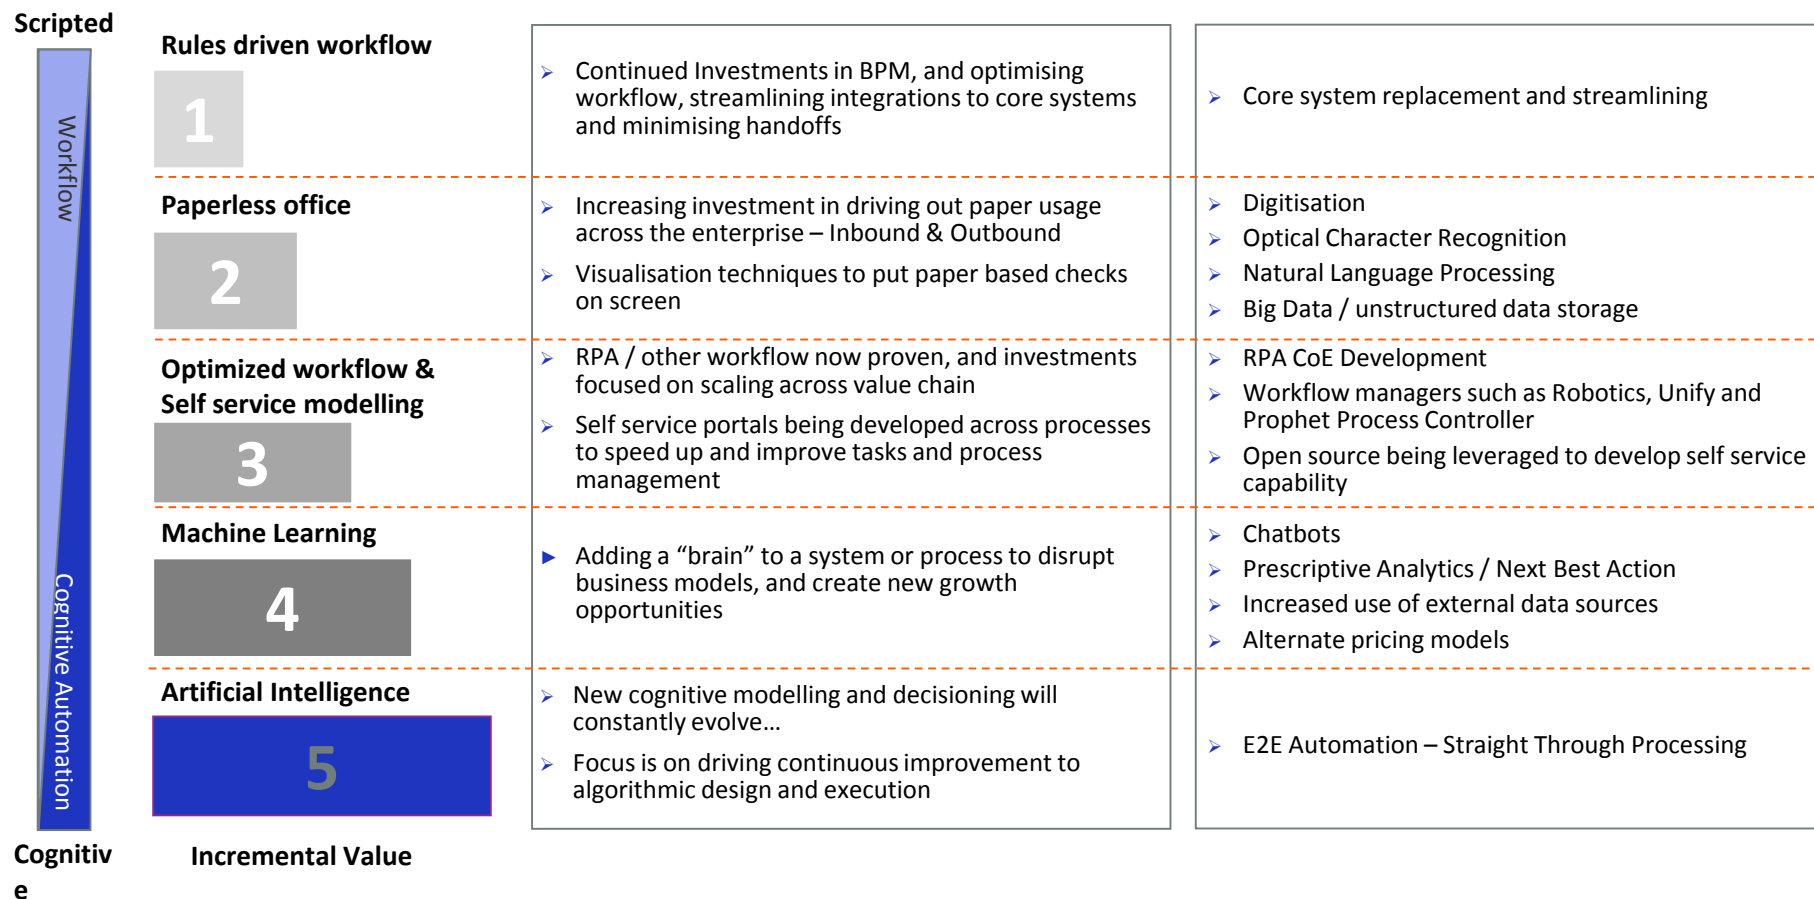 Scripted
Workflow
Cognitive Automation
Cognitiv
e
Rules driven workflow
1
➢ Continued Investments in BPM, and optimising
workflow, streamlining integrations to core systems
and minimising handoffs
➢ Core system replacement and streamlining
Paperless office
2
➢ Increasing investment in driving out paper usage
across the enterprise – Inbound & Outbound
➢ Visualisation techniques to put paper based checks
on screen
➢ Digitisation
➢ Optical Character Recognition
➢ Natural Language Processing
➢ Big Data / unstructured data storage
Optimized workflow &
Self service modelling
3
➢ RPA / other workflow now proven, and investments
focused on scaling across value chain
➢ Self service portals being developed across processes
to speed up and improve tasks and process
management
➢ RPA CoE Development
➢ Workflow managers such as Robotics, Unify and
Prophet Process Controller
➢ Open source being leveraged to develop self service
capability
Machine Learning
4
► Adding a “brain” to a system or process to disrupt
business models, and create new growth
opportunities
➢ Chatbots
➢ Prescriptive Analytics / Next Best Action
➢ Increased use of external data sources
➢ Alternate pricing models
Artificial Intelligence
5
➢ New cognitive modelling and decisioning will
constantly evolve…
➢ Focus is on driving continuous improvement to
algorithmic design and execution
➢ E2E Automation – Straight Through Processing
Incremental Value